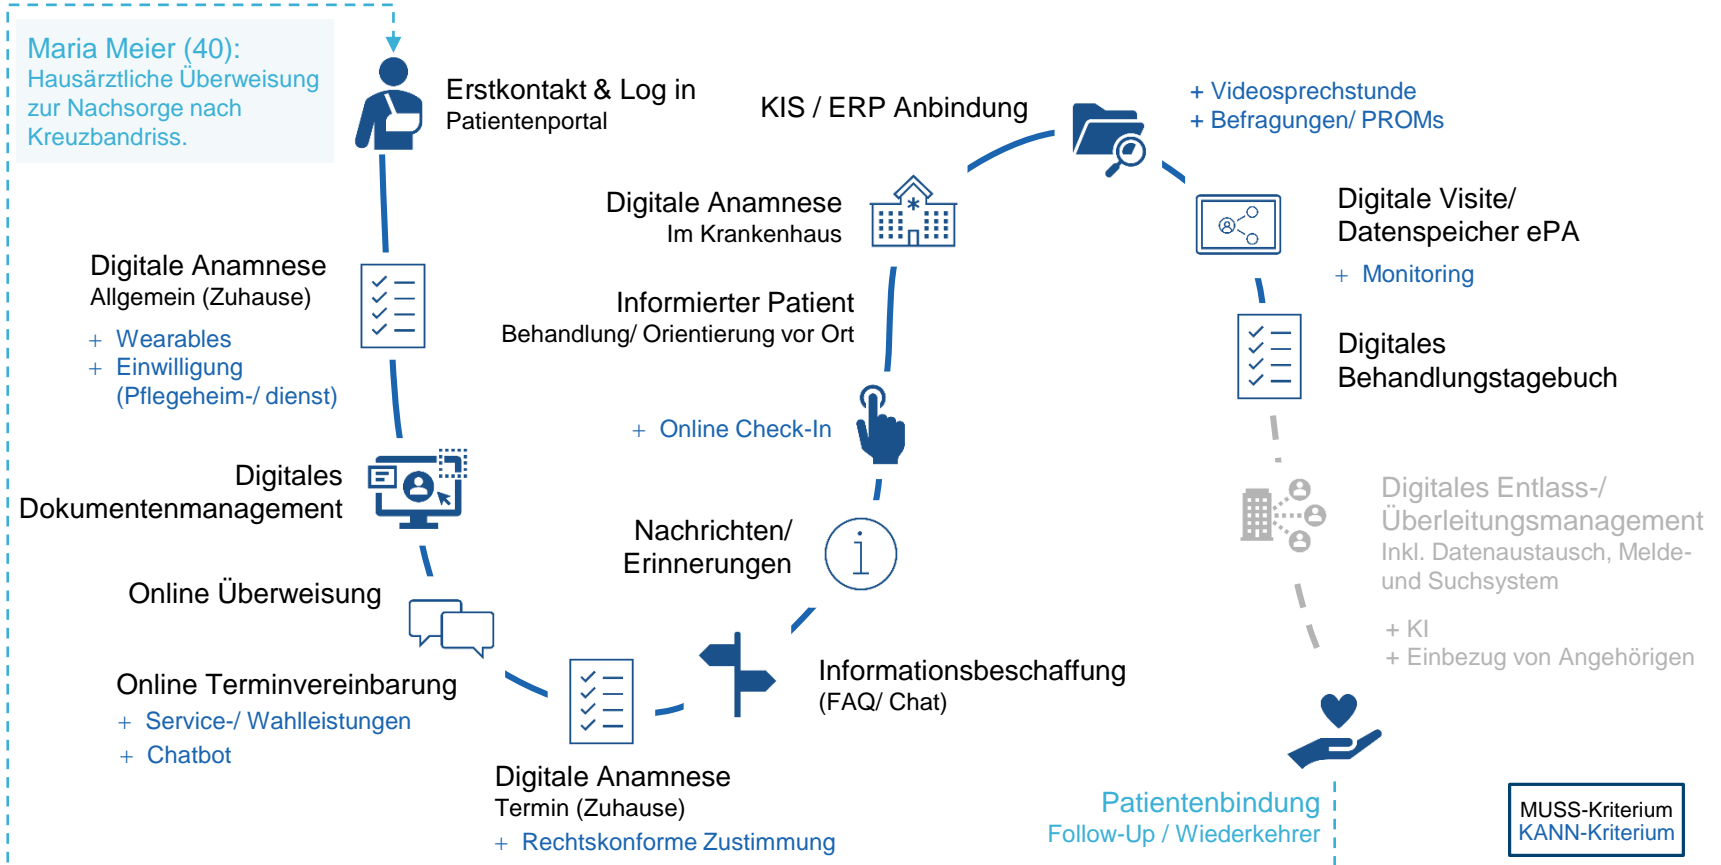 Maria Meier (40):
Hausärztliche Überweisung
zur Nachsorge nach
Kreuzbandriss.
Erstkontakt & Log in
Patientenportal
Digitale Anamnese
Allgemein (Zuhause)
+ Wearables
+ Einwilligung
(Pflegeheim-/ dienst)
Digitales
Dokumentenmanagement
Online Überweisung
Online Terminvereinbarung
+ Service-/ Wahlleistungen
+ Chatbot
Digitale Anamnese
Termin (Zuhause)
+ Rechtskonforme Zustimmung
Informationsbeschaffung
(FAQ/ Chat)
Nachrichten/
Erinnerungen
i
+ Online Check-In
Informierter Patient
Behandlung/ Orientierung vor Ort
Digitale Anamnese
Im Krankenhaus
KIS / ERP Anbindung
+ Videosprechstunde
+ Befragungen/ PROMs
Digitale Visite/
Datenspeicher ePA
+ Monitoring
Digitales
Behandlungstagebuch
Digitales Entlass-/
Überleitungsmanagement
Inkl. Datenaustausch, Melde-
und Suchsystem
+ KI
+ Einbezug von Angehörigen
Patientenbindung
Follow-Up / Wiederkehrer
MUSS-Kriterium
KANN-Kriterium